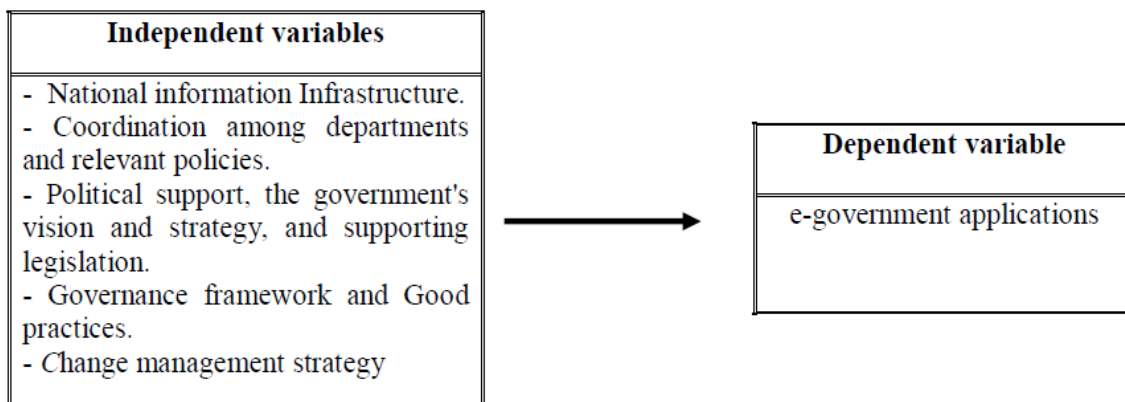 Independent variables
- National information Infrastructure.
- Coordination among departments
and relevant policies.
- Political support, the government's
vision and strategy, and supporting
legislation.
- Governance framework and Good
practices.
- Change management strategy
Dependent variable
e-government applications